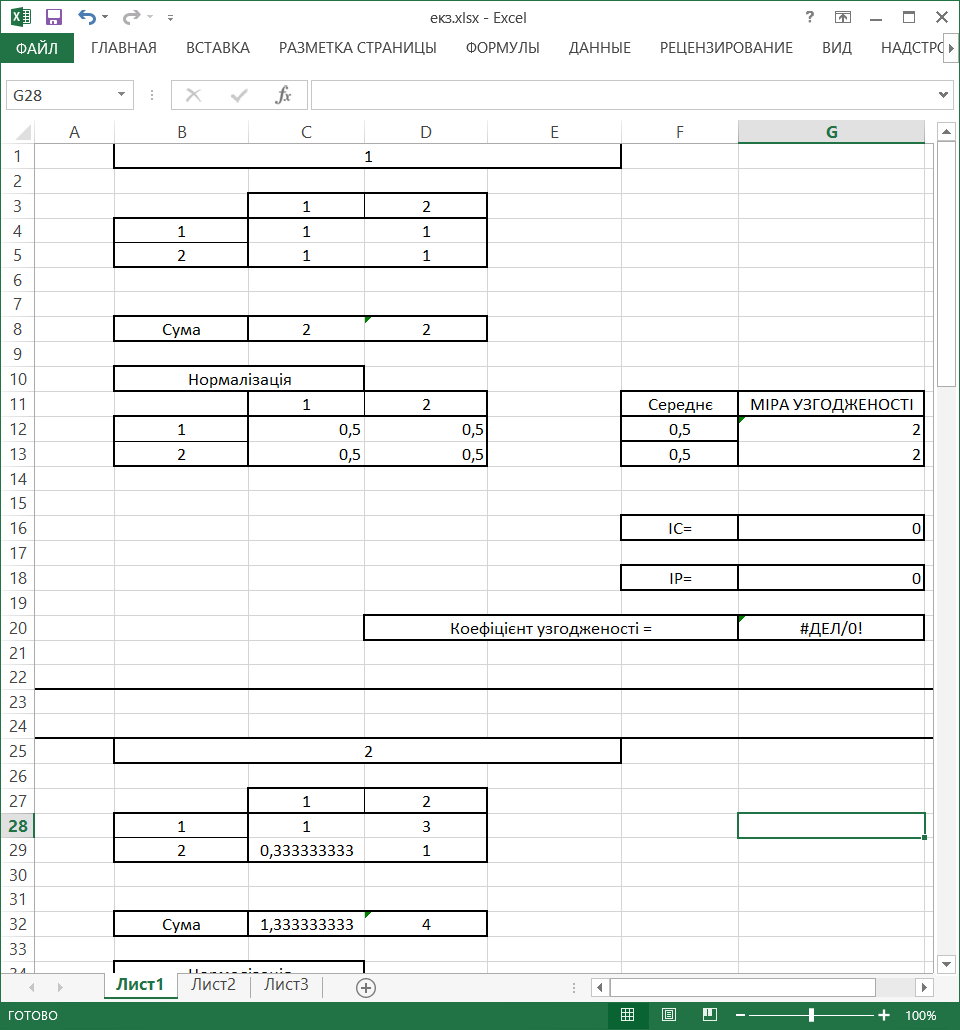 екз.xlsx - Excel
ФАЙЛ ГЛАВНАЯ ВСТАВКА РАЗМЕТКА СТРАНИЦЫ ФОРМУЛЫ ДАННЫЕ РЕЦЕНЗИРОВАНИЕ ВИД НАДСТРО
G28
A B C D E F G
1 1
2
3 1 2
4 1 1 1
5 2 1 1
6
7
8 Сума 2 2
9
10 Нормалізація
11 1 2 Середнє МІРА УЗГОДЖЕНОСТІ
12 1 0,5 0,5 0,5 2
13 2 0,5 0,5 0,5 2
14
15
16 ІС= 0
17
18 ІР= 0
19
20 Коефіцієнт узгодженості = #ДЕЛ/0!
21
22
23
24
25 2
26
27 1 2
28 1 1 3
29 2 0,333333333 1
30
31
32 Сума 1,333333333 4
33
34 Нормалізація
Лист1 Лист2 Лист3
ГОТОВО 100%